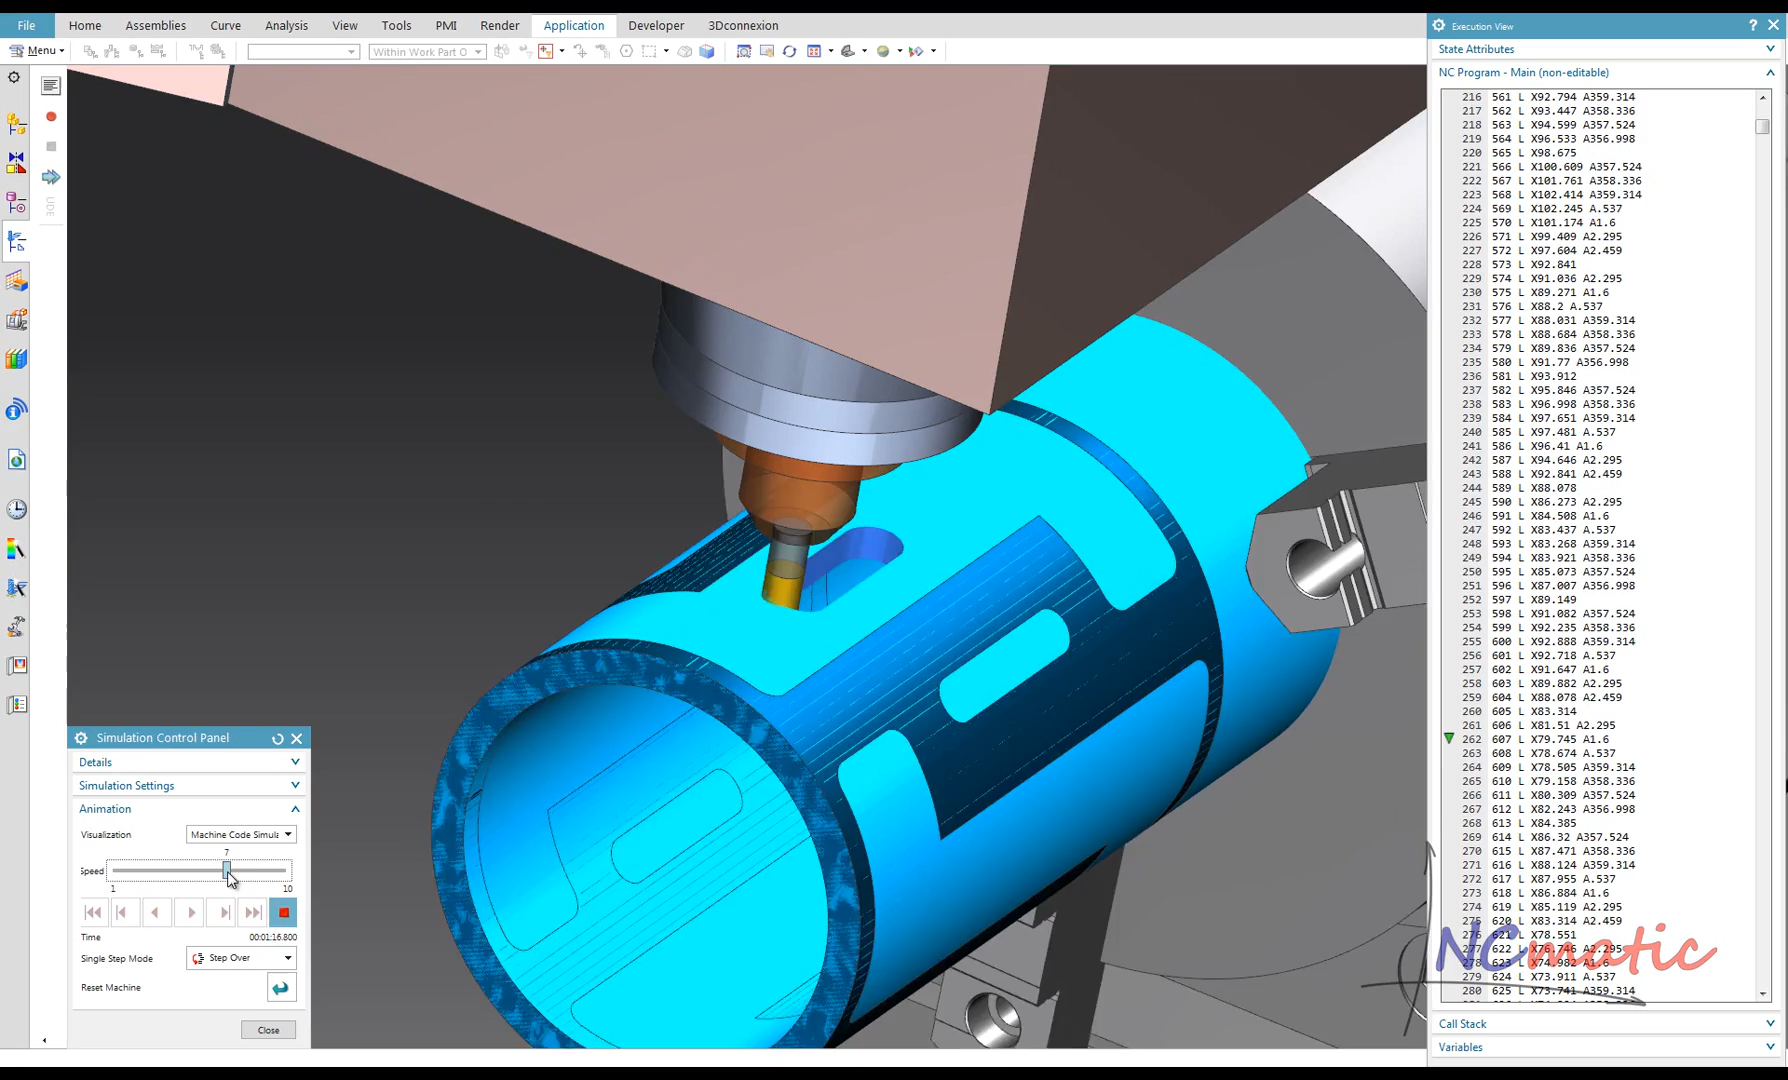 File Home Assemblies Curve Analysis View Tools PMI Render Application Developer 3Dconnexion
Menu Within Work Part O
UDE
Simulation Control Panel
Details
Simulation Settings
Animation
Visualization Machine Code Simula
7
Speed
1 10
Time 00:01:16.800
Single Step Mode Step Over
Reset Machine
Close
Execution View
State Attributes
NC Program - Main (non-editable)
216 561 L X92.794 A359.314
217 562 L X93.447 A358.336
218 563 L X94.599 A357.524
219 564 L X96.533 A356.998
220 565 L X98.675
221 566 L X100.609 A357.524
222 567 L X101.761 A358.336
223 568 L X102.414 A359.314
224 569 L X102.245 A.537
225 570 L X101.174 A1.6
226 571 L X99.409 A2.295
227 572 L X97.604 A2.459
228 573 L X92.841
229 574 L X91.036 A2.295
230 575 L X89.271 A1.6
231 576 L X88.2 A.537
232 577 L X88.031 A359.314
233 578 L X88.684 A358.336
234 579 L X89.836 A357.524
235 580 L X91.77 A356.998
236 581 L X93.912
237 582 L X95.846 A357.524
238 583 L X96.998 A358.336
239 584 L X97.651 A359.314
240 585 L X97.481 A.537
241 586 L X96.41 A1.6
242 587 L X94.646 A2.295
243 588 L X92.841 A2.459
244 589 L X88.078
245 590 L X86.273 A2.295
246 591 L X84.508 A1.6
247 592 L X83.437 A.537
248 593 L X83.268 A359.314
249 594 L X83.921 A358.336
250 595 L X85.073 A357.524
251 596 L X87.007 A356.998
252 597 L X89.149
253 598 L X91.082 A357.524
254 599 L X92.235 A358.336
255 600 L X92.888 A359.314
256 601 L X92.718 A.537
257 602 L X91.647 A1.6
258 603 L X89.882 A2.295
259 604 L X88.078 A2.459
260 605 L X83.314
261 606 L X81.51 A2.295
262 607 L X79.745 A1.6
263 608 L X78.674 A.537
264 609 L X78.505 A359.314
265 610 L X79.158 A358.336
266 611 L X80.309 A357.524
267 612 L X82.243 A356.998
268 613 L X84.385
269 614 L X86.32 A357.524
270 615 L X87.471 A358.336
271 616 L X88.124 A359.314
272 617 L X87.955 A.537
273 618 L X86.884 A1.6
274 619 L X85.119 A2.295
275 620 L X83.314 A2.459
276 621 L X78.551
277 622 L X76.746 A2.295
278 623 L X74.982 A1.6
279 624 L X73.911 A.537
280 625 L X73.741 A359.314
NCmatic
Call Stack
Variables